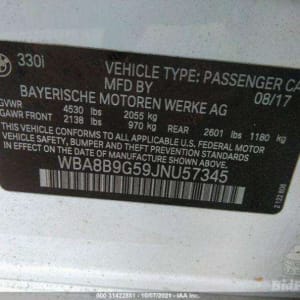 330i VEHICLE TYPE: PASSENGER CA
MFD BY 08/17
BAYERISCHE MOTOREN WERKE AG
GVWR 4530 lbs 2055 kg
GAWR FRONT 2138 lbs 970 kg REAR 2601 lbs 1180 kg
THIS VEHICLE CONFORMS TO ALL APPLICABLE U.S. FEDERAL MOTOR VEHICLE
SAFETY, BUMPER AND THEFT PREVENTION STANDARDS IN EFFECT ON THE DATE OF MANUFACTURE SHOWN ABOVE.
WBA8B9G59JNU57345